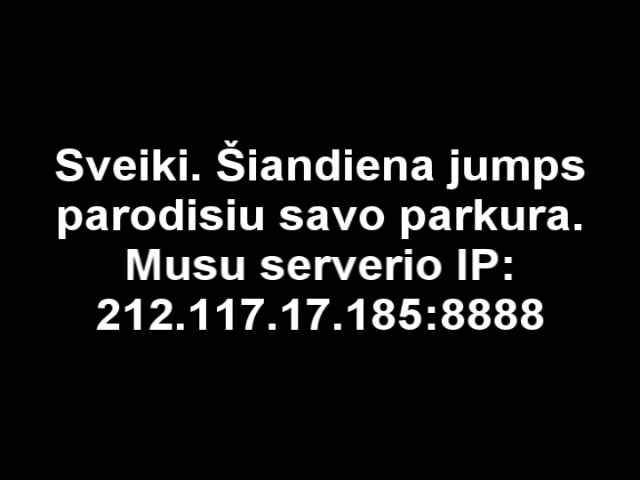 Sveiki. Šiandiena jumps
parodisiu savo parkura.
Musu serverio IP:
212.117.17.185:8888